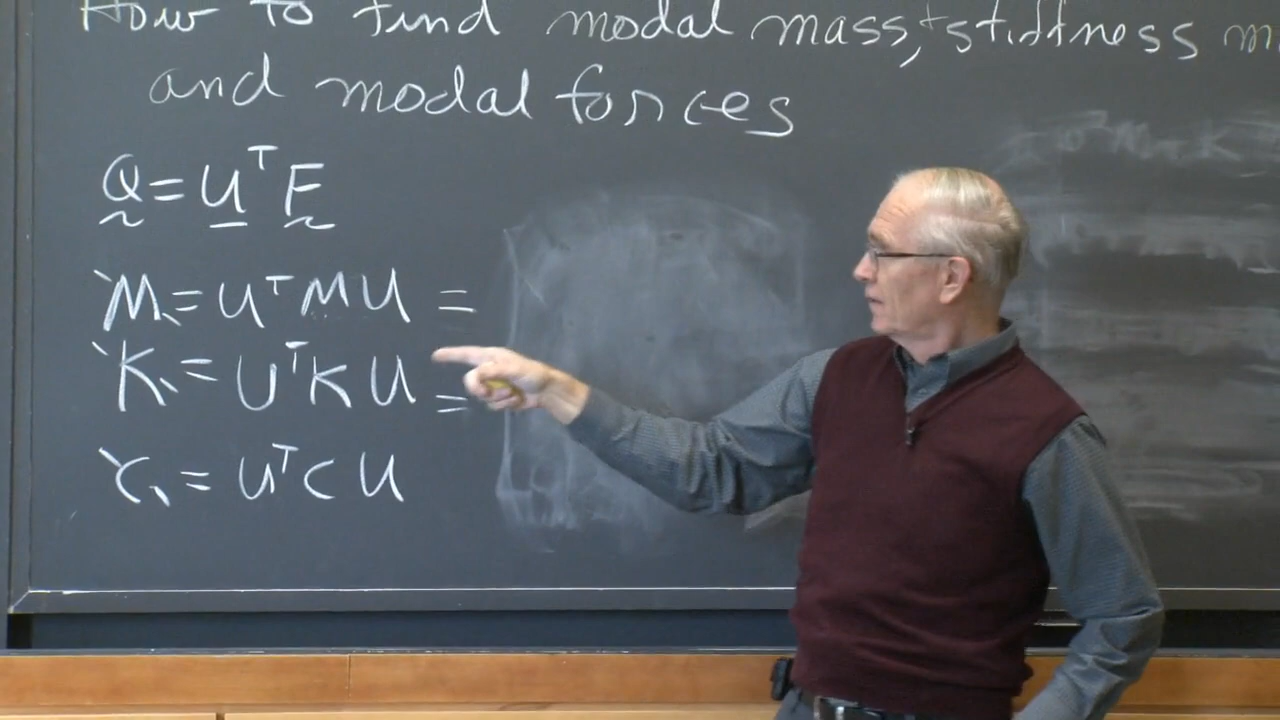 How to find modal mass, + stiffness m
and modal forces
Q = U^T F
`M、= U^T M U =
`K、= U^T K U =
`C、= U^T C U